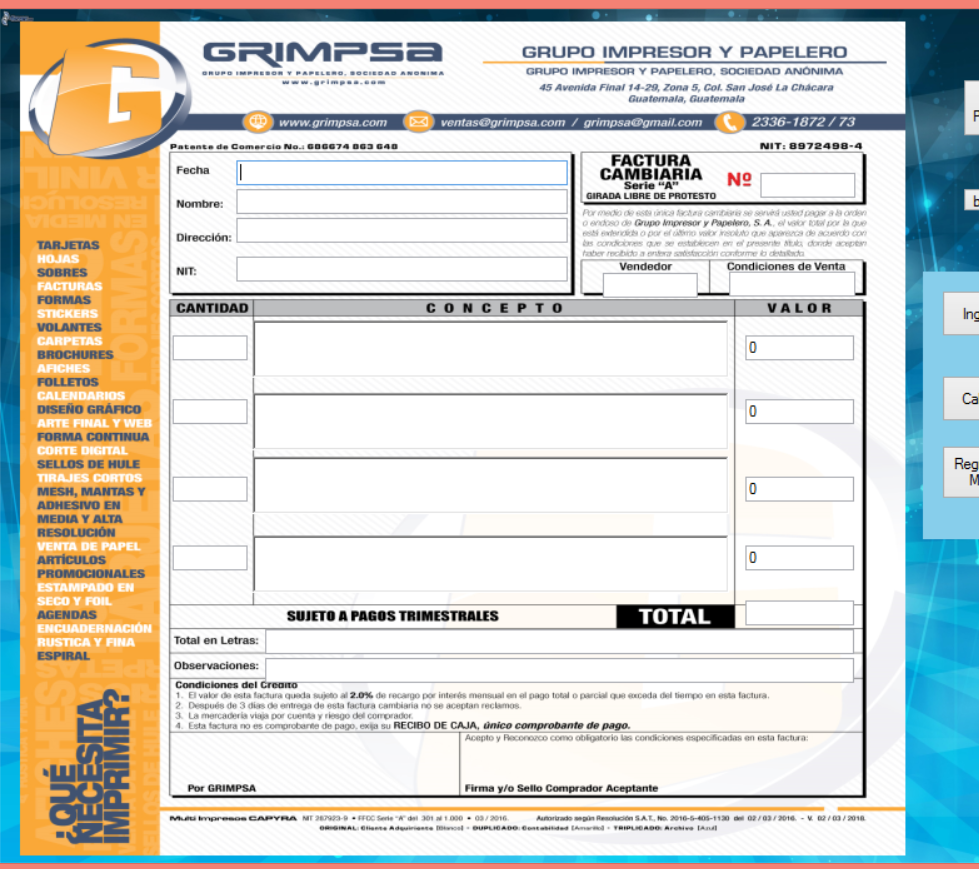 GRIMPSA
GRUPO IMPRESOR Y PAPELERO, SOCIEDAD ANONIMA
www.grimpsa.com
GRUPO IMPRESOR Y PAPELERO
GRUPO IMPRESOR Y PAPELERO, SOCIEDAD ANÓNIMA
45 Avenida Final 14-29, Zona 5, Col. San José La Chácara
Guatemala, Guatemala
www.grimpsa.com ventas@grimpsa.com / grimpsa@gmail.com 2336-1872 / 73
Patente de Comercio No.: 686674 863 648
NIT: 8972498-4
Fecha
Nombre:
Dirección:
NIT:
FACTURA
CAMBIARIA
Serie “A”
GIRADA LIBRE DE PROTESTO
Nº
Por medio de esta única factura cambiaria se servirá usted pagar a la orden
o endoso de Grupo Impresor y Papelero, S. A., el valor total por la que
está extendida o por el último valor insoluto que aparezca de acuerdo con
las condiciones que se establecen en el presente título, donde aceptan
haber recibido a entera satisfacción conforme lo detallado.
Vendedor
Condiciones de Venta
CANTIDAD CONCEPTO VALOR
0
0
0
0
SUJETO A PAGOS TRIMESTRALES TOTAL
Total en Letras:
Observaciones:
Condiciones del Credito
1. El valor de esta factura queda sujeto al 2.0% de recargo por interés mensual en el pago total o parcial que exceda del tiempo en esta factura.
2. Después de 3 días de entrega de esta factura cambiaria no se aceptan reclamos.
3. La mercadería viaja por cuenta y riesgo del comprador.
4. Esta factura no es comprobante de pago, exija su RECIBO DE CAJA, único comprobante de pago.
Acepto y Reconozco como obligatorio las condiciones especificadas en esta factura:
Por GRIMPSA
Firma y/o Sello Comprador Aceptante
Multi Impresos CAPYRA NIT 287923-9 • FFCC Serie “A” del 301 al 1.000 • 03 / 2016. Autorizado según Resolución S.A.T., No. 2016-5-405-1130 del 02 / 03 / 2016. - V. 02 / 03 / 2018.
ORIGINAL: Cliente Adquiriente [Blanco] - DUPLICADO: Contabilidad [Amarillo] - TRIPLICADO: Archivo [Azul]
TARJETAS
HOJAS
SOBRES
FACTURAS
FORMAS
STICKERS
VOLANTES
CARPETAS
BROCHURES
AFICHES
FOLLETOS
CALENDARIOS
DISEÑO GRÁFICO
ARTE FINAL Y WEB
FORMA CONTINUA
CORTE DIGITAL
SELLOS DE HULE
TIRAJES CORTOS
MESH, MANTAS Y
ADHESIVO EN
MEDIA Y ALTA
RESOLUCIÓN
VENTA DE PAPEL
ARTÍCULOS
PROMOCIONALES
ESTAMPADO EN
SECO Y FOIL
AGENDAS
ENCUADERNACIÓN
RUSTICA Y FINA
ESPIRAL
¿QUÉ
NECESITA
IMPRIMIR?